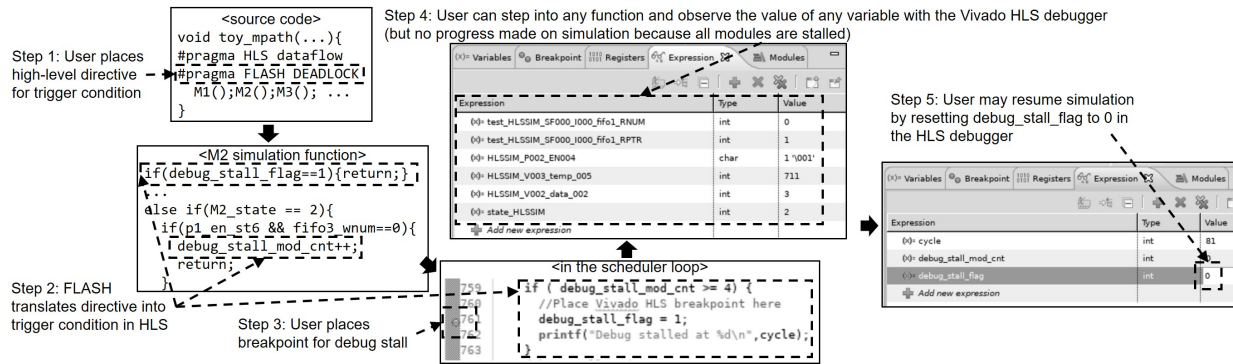 Step 1: User places
high-level directive
for trigger condition
<source code>
void toy_mpath(...){
#pragma HLS dataflow
#pragma FLASH DEADLOCK
M1();M2();M3(); ...
}
<M2 simulation function>
if(debug_stall_flag==1){return;}
...
else if(M2_state == 2){
if(p1_en_st6 && fifo3_wnum==0){
debug_stall_mod_cnt++;
return;
}
Step 2: FLASH
translates directive into
trigger condition in HLS
Step 3: User places
breakpoint for debug stall
<in the scheduler loop>
759 if ( debug_stall_mod_cnt >= 4) {
760 //Place Vivado HLS breakpoint here
761 debug_stall_flag = 1;
762 printf("Debug stalled at %d\n",cycle);
763 }
Step 4: User can step into any function and observe the value of any variable with the Vivado HLS debugger
(but no progress made on simulation because all modules are stalled)
(x)= Variables Breakpoint Registers Expression Modules
Expression Type Value
(x)= test_HLSSIM_SF000_I000_fifo1_RNUM int 0
(x)= test_HLSSIM_SF000_I000_fifo1_RPTR int 1
(x)= HLSSIM_P002_EN004 char 1 '\001'
(x)= HLSSIM_V003_temp_005 int 711
(x)= HLSSIM_V002_data_002 int 3
(x)= state_HLSSIM int 2
Add new expression
Step 5: User may resume simulation
by resetting debug_stall_flag to 0 in
the HLS debugger
(x)= Variables Breakpoint Registers Expression Modules
Expression Type Value
(x)= cycle int 81
(x)= debug_stall_mod_cnt int
(x)= debug_stall_flag int 0
Add new expression